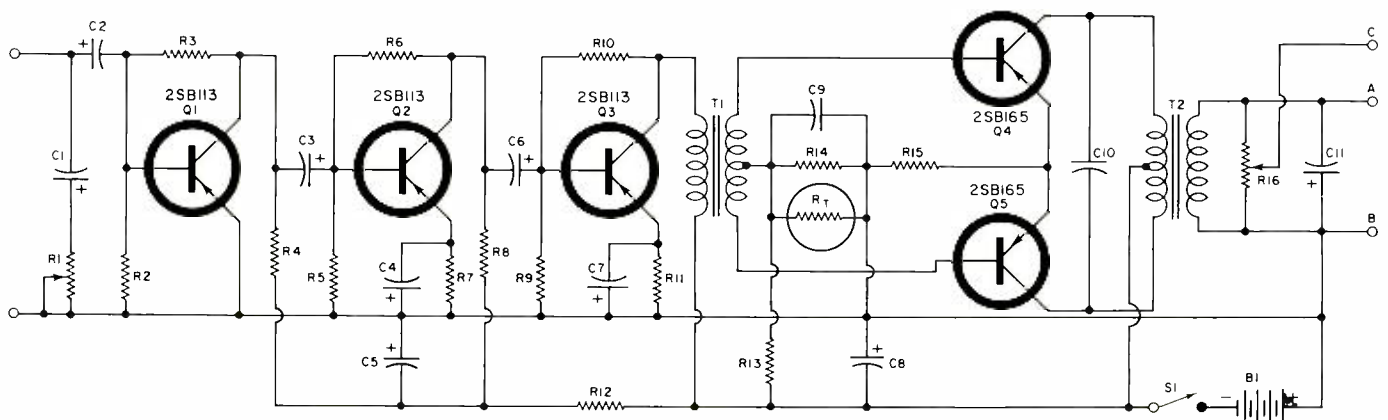 C2
R3
R6
R10
C
2SB113
Q1
2SB113
Q2
2SB113
Q3
T1
C9
2SB165
Q4
T2
A
C1
C3
C6
R14
R15
C10
R16
C11
RT
B
R1
R2
R4
R5
C4
R7
R8
R9
C7
R11
2SB165
Q5
C5
R12
R13
C8
S1
B1